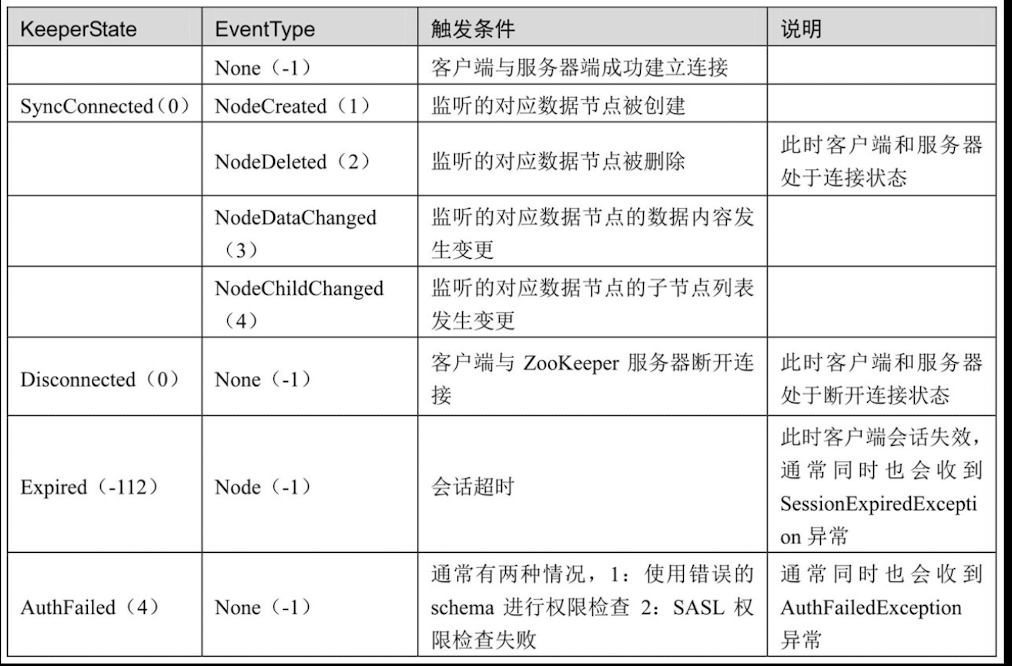 KeeperState EventType 触发条件 说明
None（-1） 客户端与服务器端成功建立连接
SyncConnected（0） NodeCreated（1） 监听的对应数据节点被创建
NodeDeleted（2） 监听的对应数据节点被删除
此时客户端和服务器
处于连接状态
NodeDataChanged
（3）
监听的对应数据节点的数据内容发
生变更
NodeChildChanged
（4）
监听的对应数据节点的子节点列表
发生变更
Disconnected（0） None（-1）
客户端与 ZooKeeper 服务器断开连
接
此时客户端和服务器
处于断开连接状态
Expired（-112） Node（-1） 会话超时
此时客户端会话失效，
通常同时也会收到
SessionExpiredExcepti
on 异常
AuthFailed（4） None（-1）
通常有两种情况，1：使用错误的
schema 进行权限检查 2：SASL 权
限检查失败
通常同时也会收到
AuthFailedException
异常